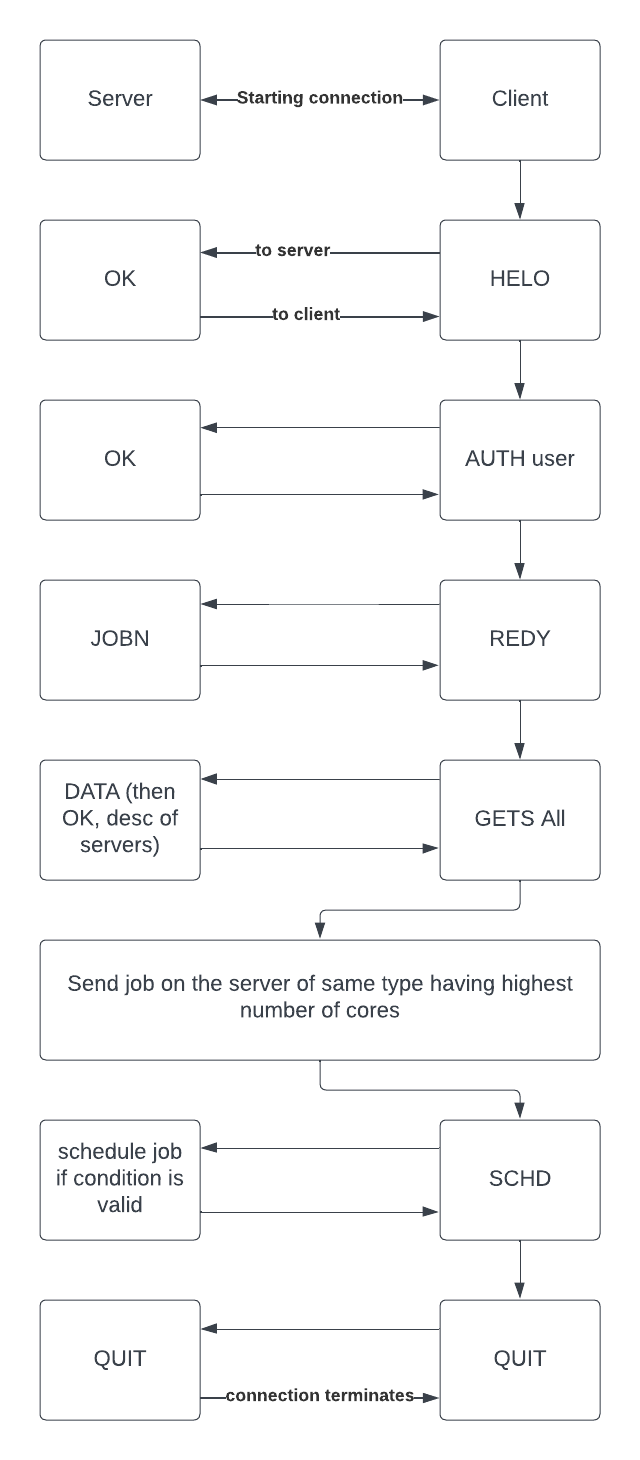 Server
Starting connection
Client
to server
OK
HELO
to client
OK
AUTH user
JOBN
REDY
DATA (then
OK, desc of
servers)
GETS All
Send job on the server of same type having highest
number of cores
schedule job
if condition is
valid
SCHD
QUIT
QUIT
connection terminates